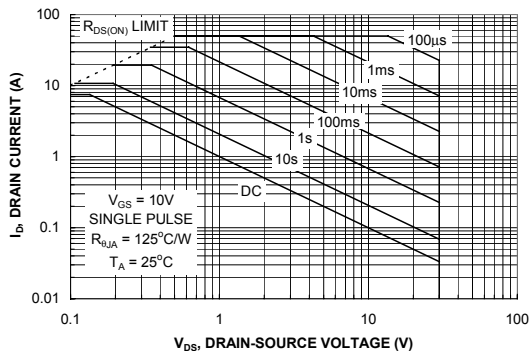 100
R_DS(ON) LIMIT
100µs
10
1ms
10ms
100ms
1
1s
10s
DC
V_GS = 10V
SINGLE PULSE
R_θJA = 125°C/W
T_A = 25°C
0.1
0.01
0.1
1
10
100
I_D, DRAIN CURRENT (A)
V_DS, DRAIN-SOURCE VOLTAGE (V)